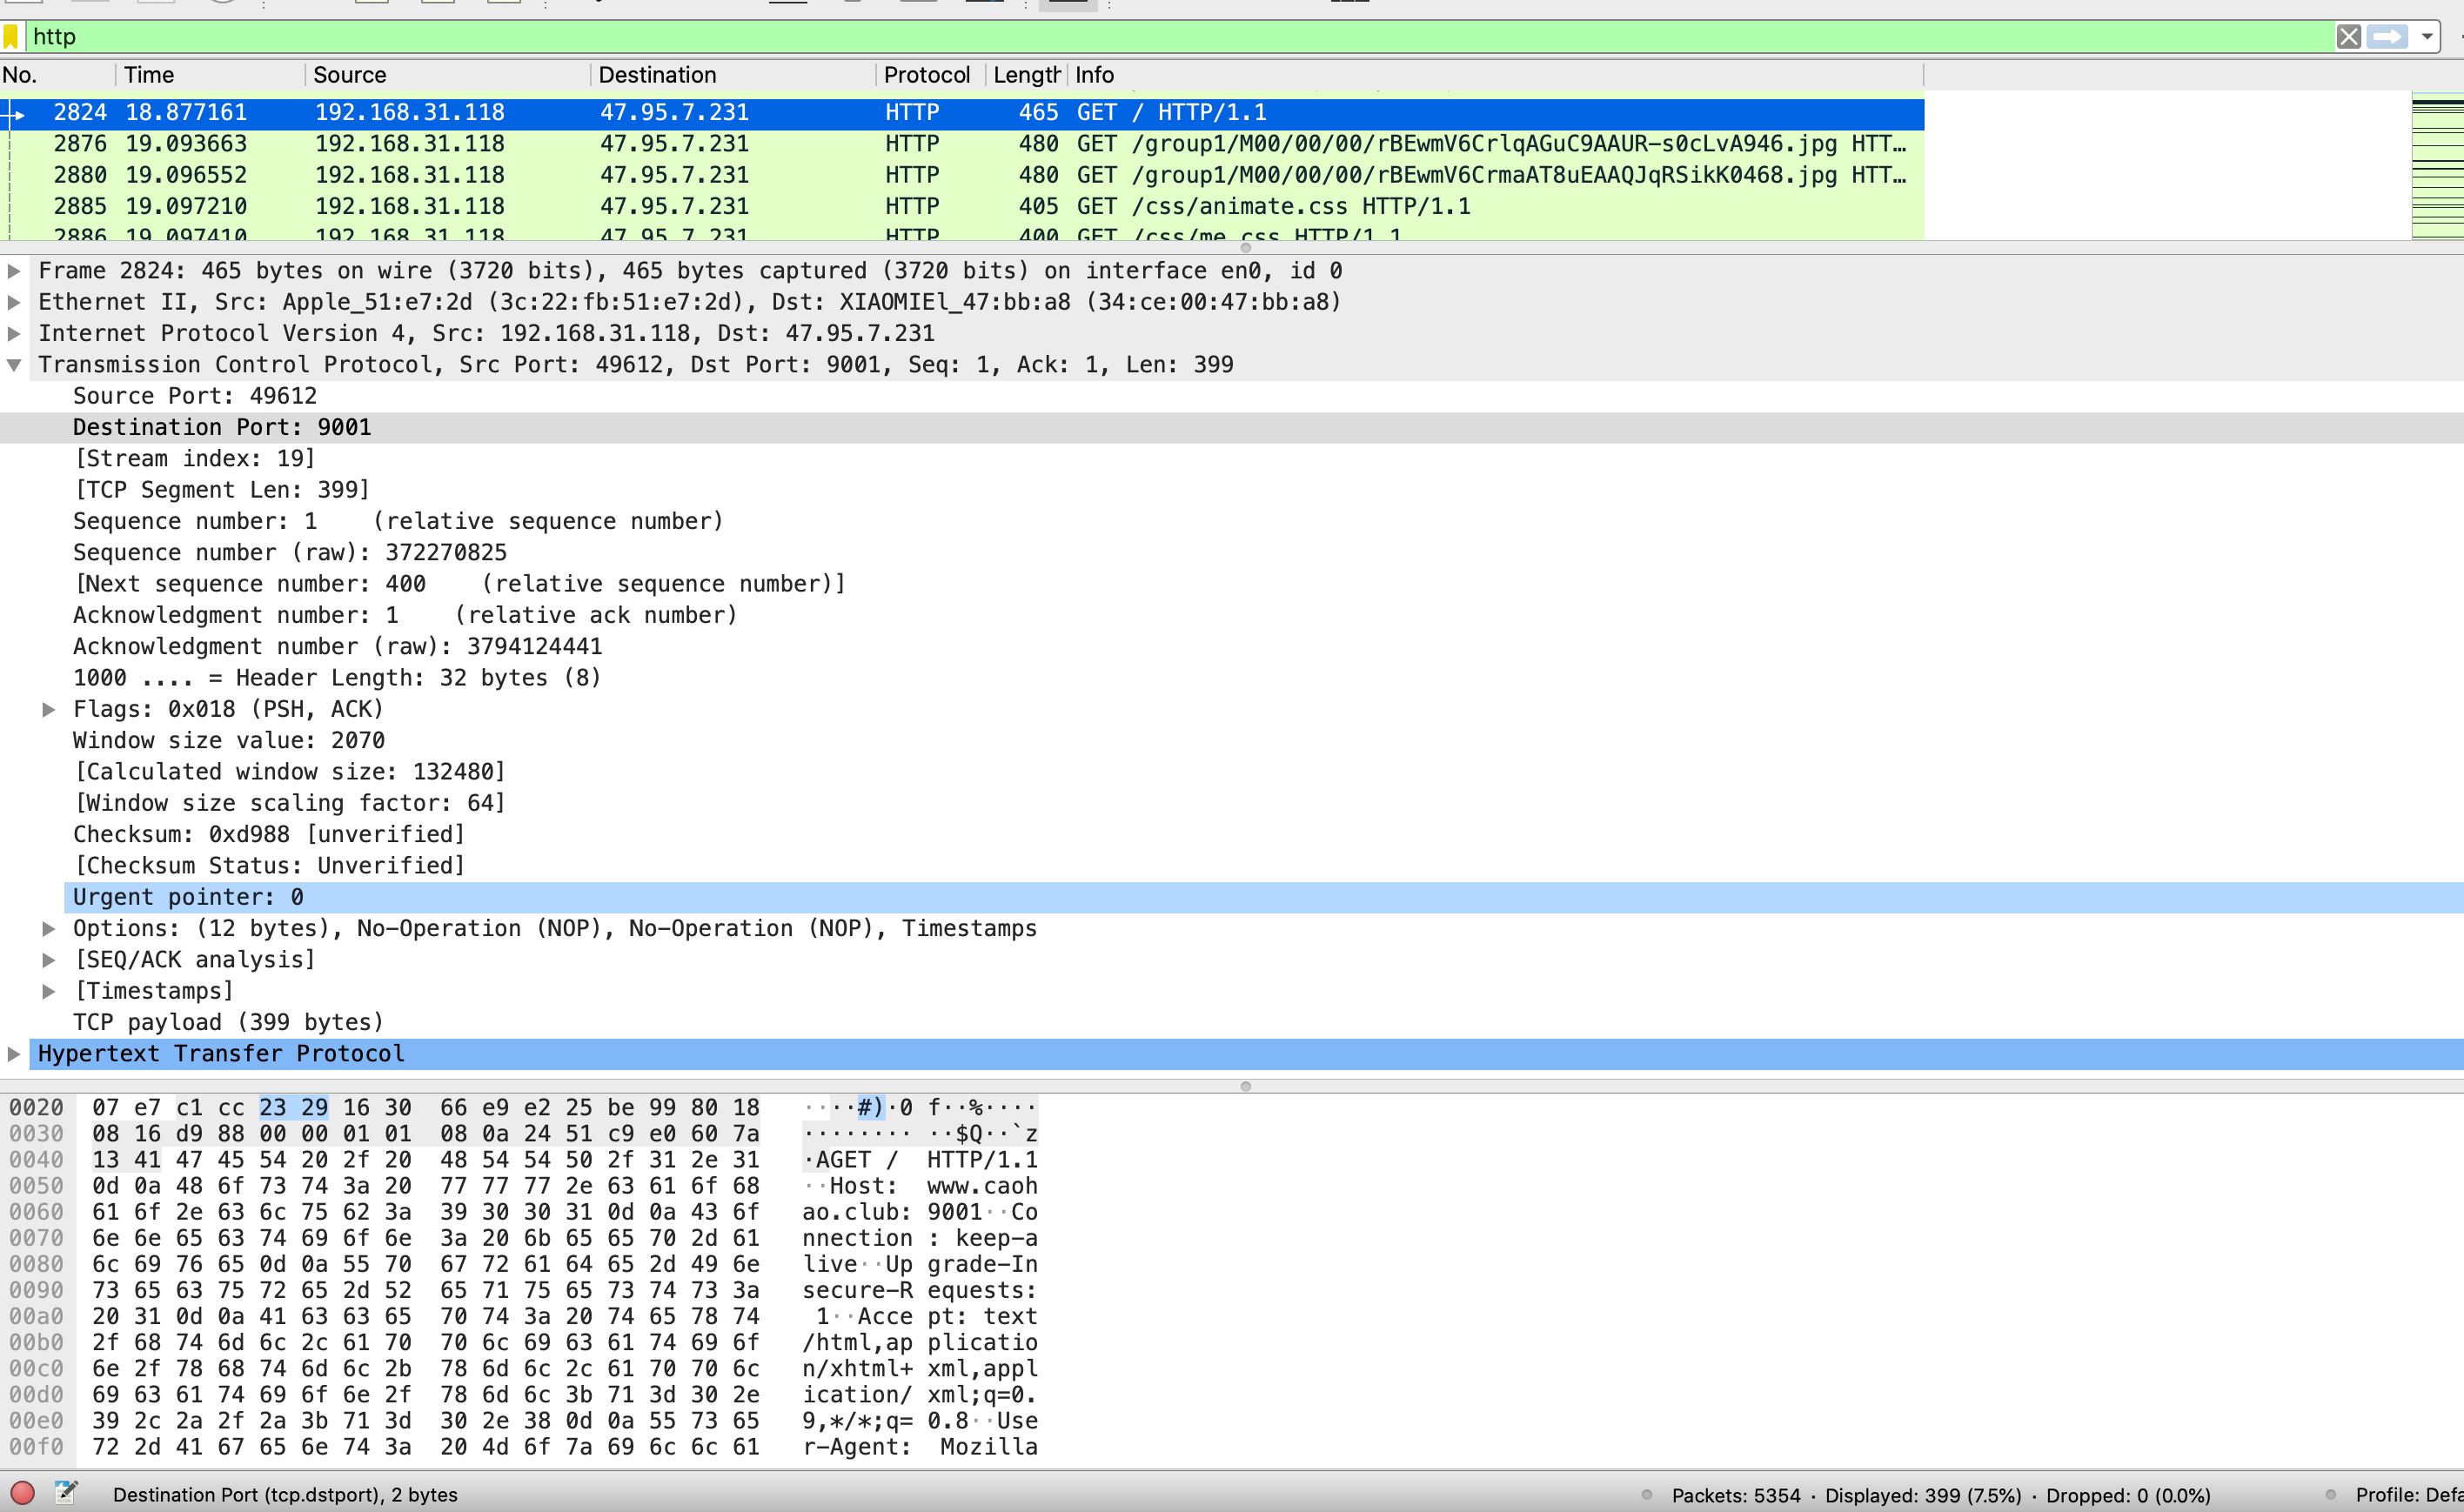 http
No. Time Source Destination Protocol Length Info
2824 18.877161 192.168.31.118 47.95.7.231 HTTP 465 GET / HTTP/1.1
2876 19.093663 192.168.31.118 47.95.7.231 HTTP 480 GET /group1/M00/00/00/rBEwmV6CrlqAGuC9AAUR-s0cLvA946.jpg HTT…
2880 19.096552 192.168.31.118 47.95.7.231 HTTP 480 GET /group1/M00/00/00/rBEwmV6CrmaAT8uEAAQJqRSikK0468.jpg HTT…
2885 19.097210 192.168.31.118 47.95.7.231 HTTP 405 GET /css/animate.css HTTP/1.1
2886 19.097410 192.168.31.118 47.95.7.231 HTTP 400 GET /css/me.css HTTP/1.1
Frame 2824: 465 bytes on wire (3720 bits), 465 bytes captured (3720 bits) on interface en0, id 0
Ethernet II, Src: Apple_51:e7:2d (3c:22:fb:51:e7:2d), Dst: XIAOMIEl_47:bb:a8 (34:ce:00:47:bb:a8)
Internet Protocol Version 4, Src: 192.168.31.118, Dst: 47.95.7.231
Transmission Control Protocol, Src Port: 49612, Dst Port: 9001, Seq: 1, Ack: 1, Len: 399
Source Port: 49612
Destination Port: 9001
[Stream index: 19]
[TCP Segment Len: 399]
Sequence number: 1 (relative sequence number)
Sequence number (raw): 372270825
[Next sequence number: 400 (relative sequence number)]
Acknowledgment number: 1 (relative ack number)
Acknowledgment number (raw): 3794124441
1000 .... = Header Length: 32 bytes (8)
Flags: 0x018 (PSH, ACK)
Window size value: 2070
[Calculated window size: 132480]
[Window size scaling factor: 64]
Checksum: 0xd988 [unverified]
[Checksum Status: Unverified]
Urgent pointer: 0
Options: (12 bytes), No-Operation (NOP), No-Operation (NOP), Timestamps
[SEQ/ACK analysis]
[Timestamps]
TCP payload (399 bytes)
Hypertext Transfer Protocol
0020 07 e7 c1 cc 23 29 16 30 66 e9 e2 25 be 99 80 18 ····#)·0 f··%····
0030 08 16 d9 88 00 00 01 01 08 0a 24 51 c9 e0 60 7a ········ ··$Q··`z
0040 13 41 47 45 54 20 2f 20 48 54 54 50 2f 31 2e 31 ·AGET / HTTP/1.1
0050 0d 0a 48 6f 73 74 3a 20 77 77 77 2e 63 61 6f 68 ··Host: www.caoh
0060 61 6f 2e 63 6c 75 62 3a 39 30 30 31 0d 0a 43 6f ao.club: 9001··Co
0070 6e 6e 65 63 74 69 6f 6e 3a 20 6b 65 65 70 2d 61 nnection : keep-a
0080 6c 69 76 65 0d 0a 55 70 67 72 61 64 65 2d 49 6e live··Up grade-In
0090 73 65 63 75 72 65 2d 52 65 71 75 65 73 74 73 3a secure-R equests:
00a0 20 31 0d 0a 41 63 63 65 70 74 3a 20 74 65 78 74 1··Acce pt: text
00b0 2f 68 74 6d 6c 2c 61 70 70 6c 69 63 61 74 69 6f /html,ap plicatio
00c0 6e 2f 78 68 74 6d 6c 2b 78 6d 6c 2c 61 70 70 6c n/xhtml+ xml,appl
00d0 69 63 61 74 69 6f 6e 2f 78 6d 6c 3b 71 3d 30 2e ication/ xml;q=0.
00e0 39 2c 2a 2f 2a 3b 71 3d 30 2e 38 0d 0a 55 73 65 9,*/*;q= 0.8··Use
00f0 72 2d 41 67 65 6e 74 3a 20 4d 6f 7a 69 6c 6c 61 r-Agent: Mozilla
Destination Port (tcp.dstport), 2 bytes Packets: 5354 · Displayed: 399 (7.5%) · Dropped: 0 (0.0%) Profile: